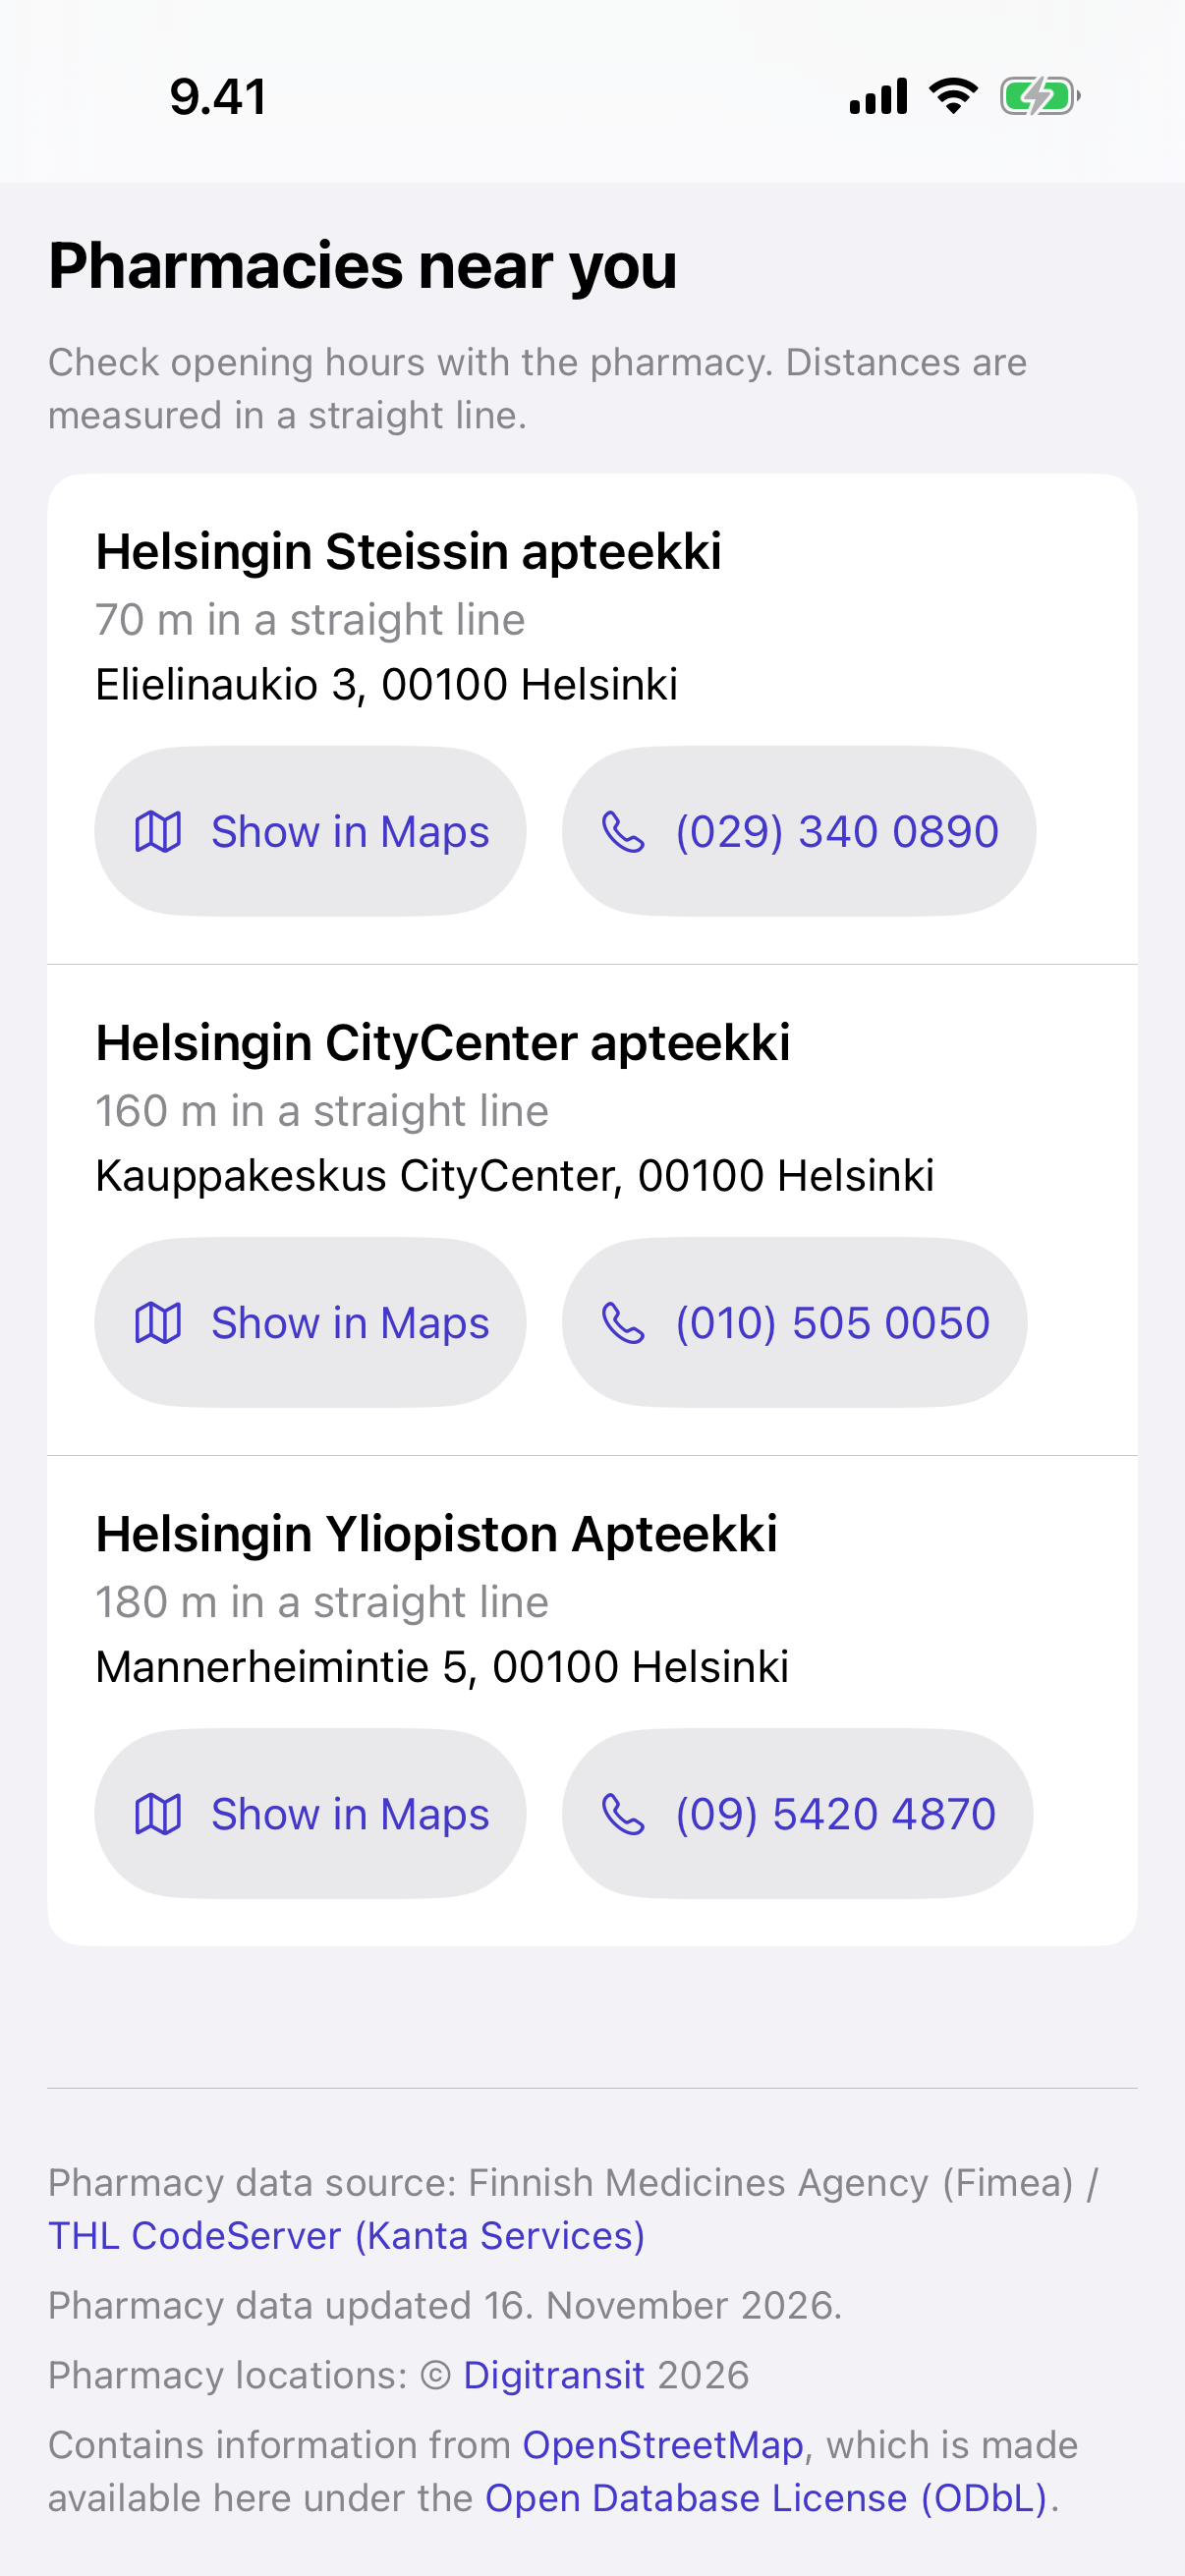 9.41
Pharmacies near you
Check opening hours with the pharmacy. Distances are
measured in a straight line.
Helsingin Steissin apteekki
70 m in a straight line
Elielinaukio 3, 00100 Helsinki
Show in Maps
(029) 340 0890
Helsingin CityCenter apteekki
160 m in a straight line
Kauppakeskus CityCenter, 00100 Helsinki
Show in Maps
(010) 505 0050
Helsingin Yliopiston Apteekki
180 m in a straight line
Mannerheimintie 5, 00100 Helsinki
Show in Maps
(09) 5420 4870
Pharmacy data source: Finnish Medicines Agency (Fimea) /
THL CodeServer (Kanta Services)
Pharmacy data updated 16. November 2026.
Pharmacy locations: © Digitransit 2026
Contains information from OpenStreetMap, which is made
available here under the Open Database License (ODbL).